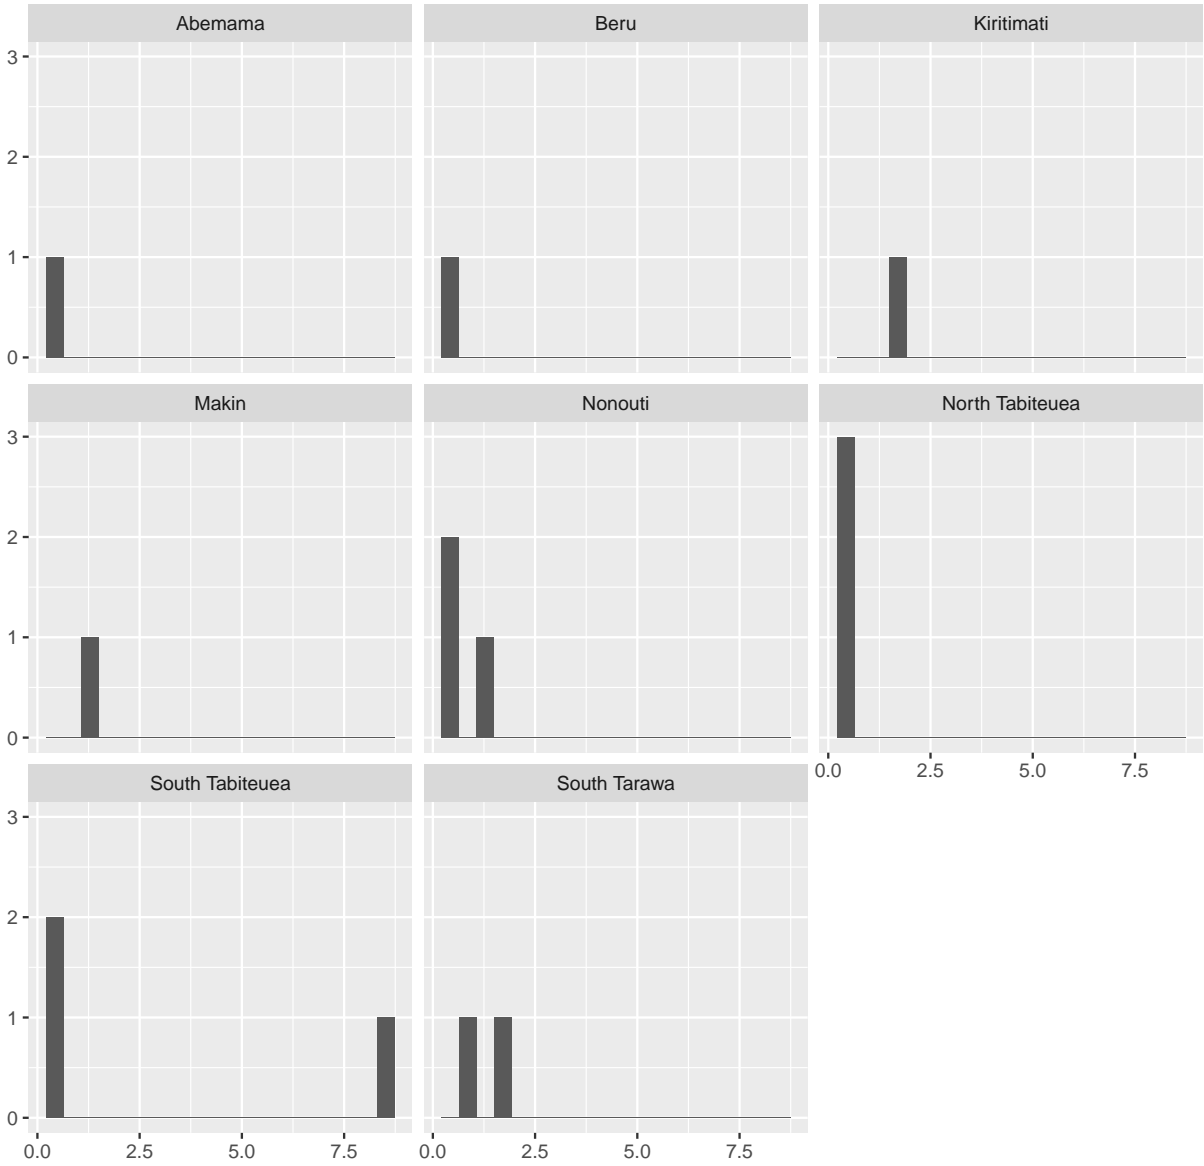 Abemama Beru Kiritimati
3
2
1
0
Makin Nonouti North Tabiteuea
3
2
1
0
0.0 2.5 5.0 7.5
South Tabiteuea South Tarawa
3
2
1
0
0.0 2.5 5.0 7.5 0.0 2.5 5.0 7.5